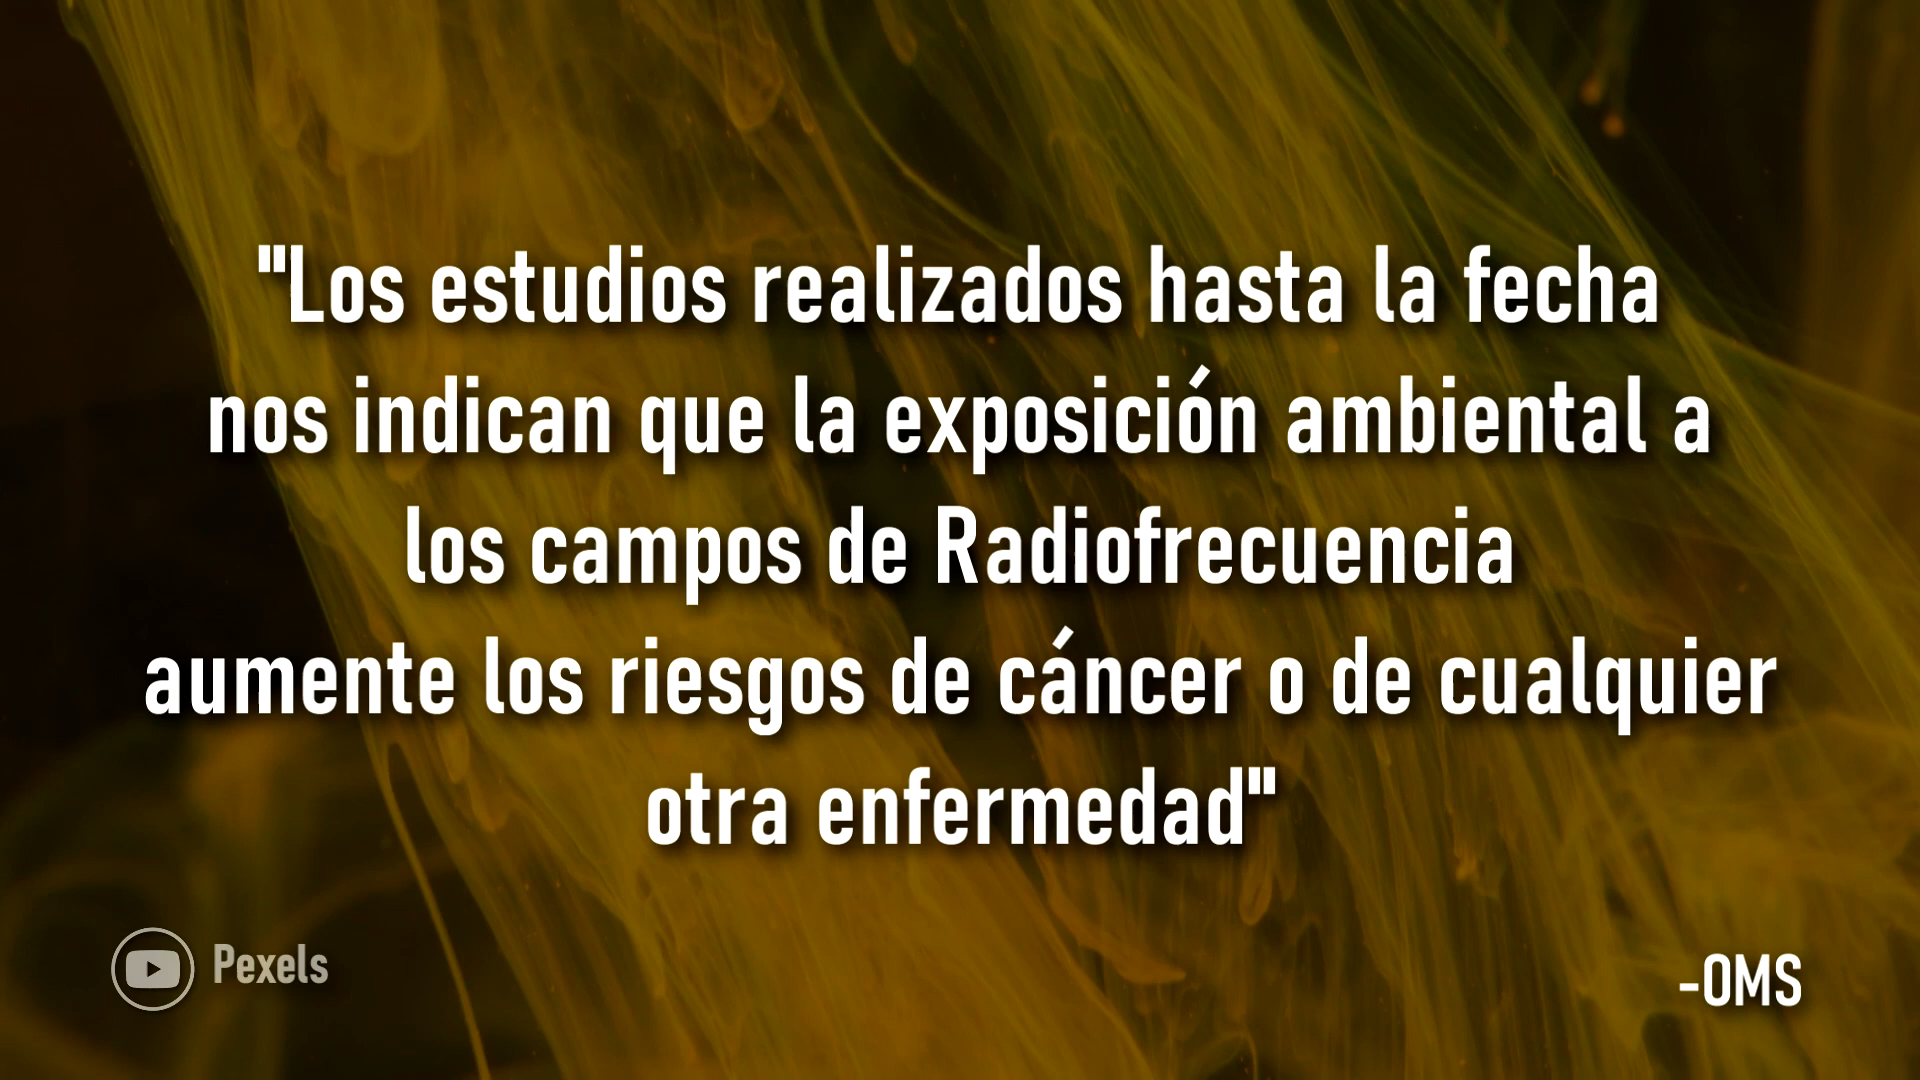 "Los estudios realizados hasta la fecha
nos indican que la exposición ambiental a
los campos de Radiofrecuencia
aumente los riesgos de cáncer o de cualquier
otra enfermedad"
Pexels
-OMS